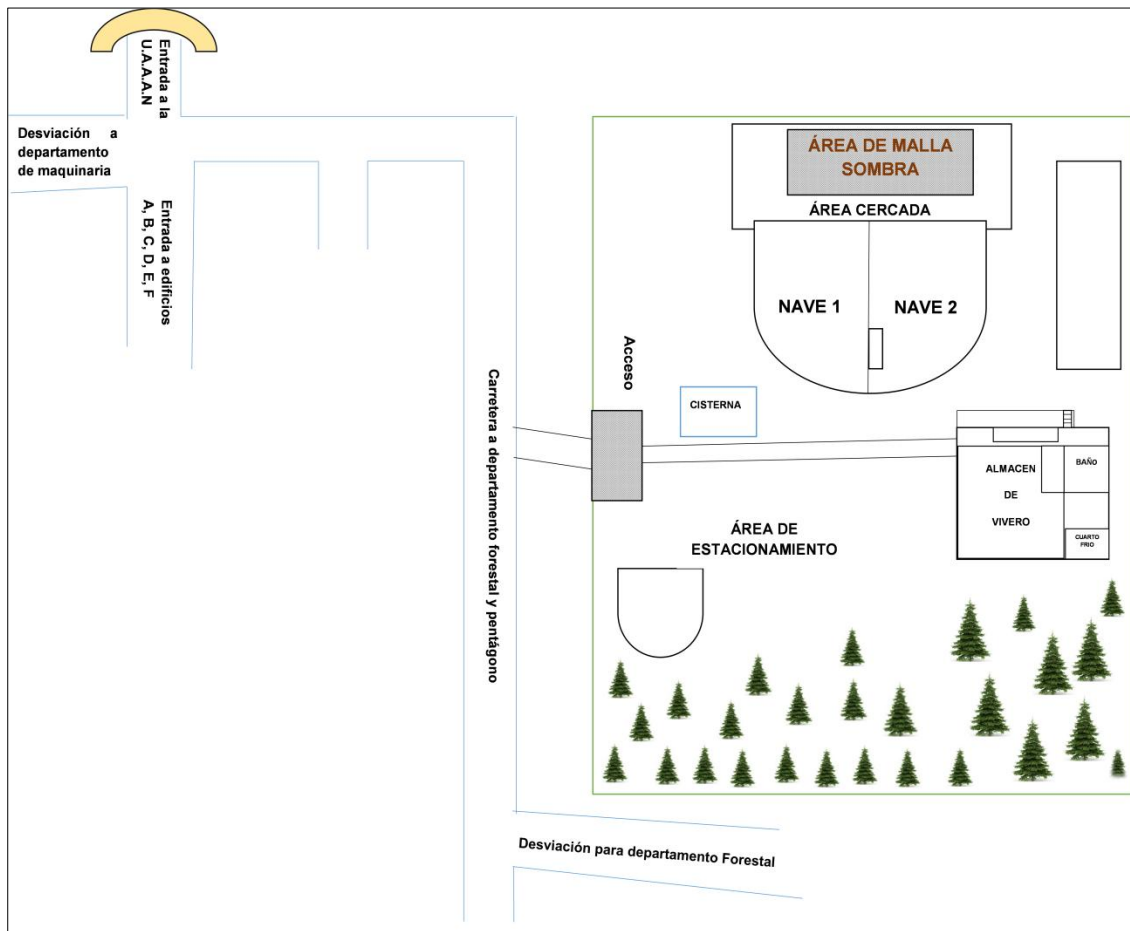 Entrada a la
U.A.A.A.N
Desviación a
departamento
de maquinaria
Entrada a edificios
A, B, C, D, E, F
Carretera a departamento forestal y pentágono
ÁREA DE MALLA
SOMBRA
ÁREA CERCADA
NAVE 1
NAVE 2
Acceso
CISTERNA
ALMACEN
DE
VIVERO
BAÑO
CUARTO
FRIO
ÁREA DE
ESTACIONAMIENTO
Desviación para departamento Forestal